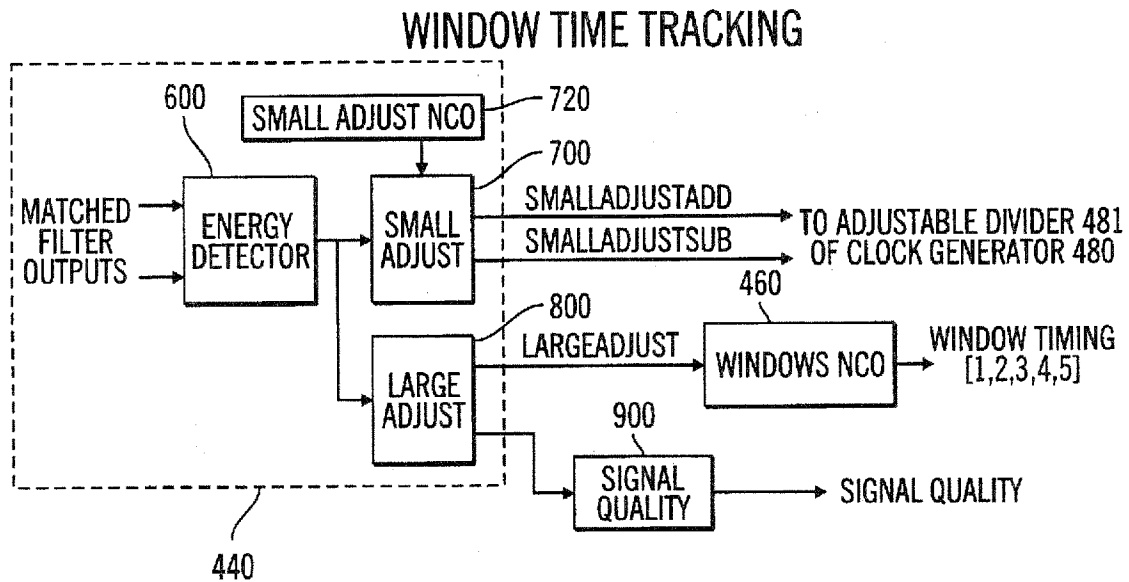 WINDOW TIME TRACKING
600
SMALL ADJUST NCO
720
700
MATCHED
FILTER
OUTPUTS
ENERGY
DETECTOR
SMALL
ADJUST
SMALLADJUSTADD
SMALLADJUSTSUB
TO ADJUSTABLE DIVIDER 481
OF CLOCK GENERATOR 480
800
LARGE
ADJUST
LARGEADJUST
460
WINDOWS NCO
WINDOW TIMING
[1,2,3,4,5]
900
SIGNAL
QUALITY
SIGNAL QUALITY
440